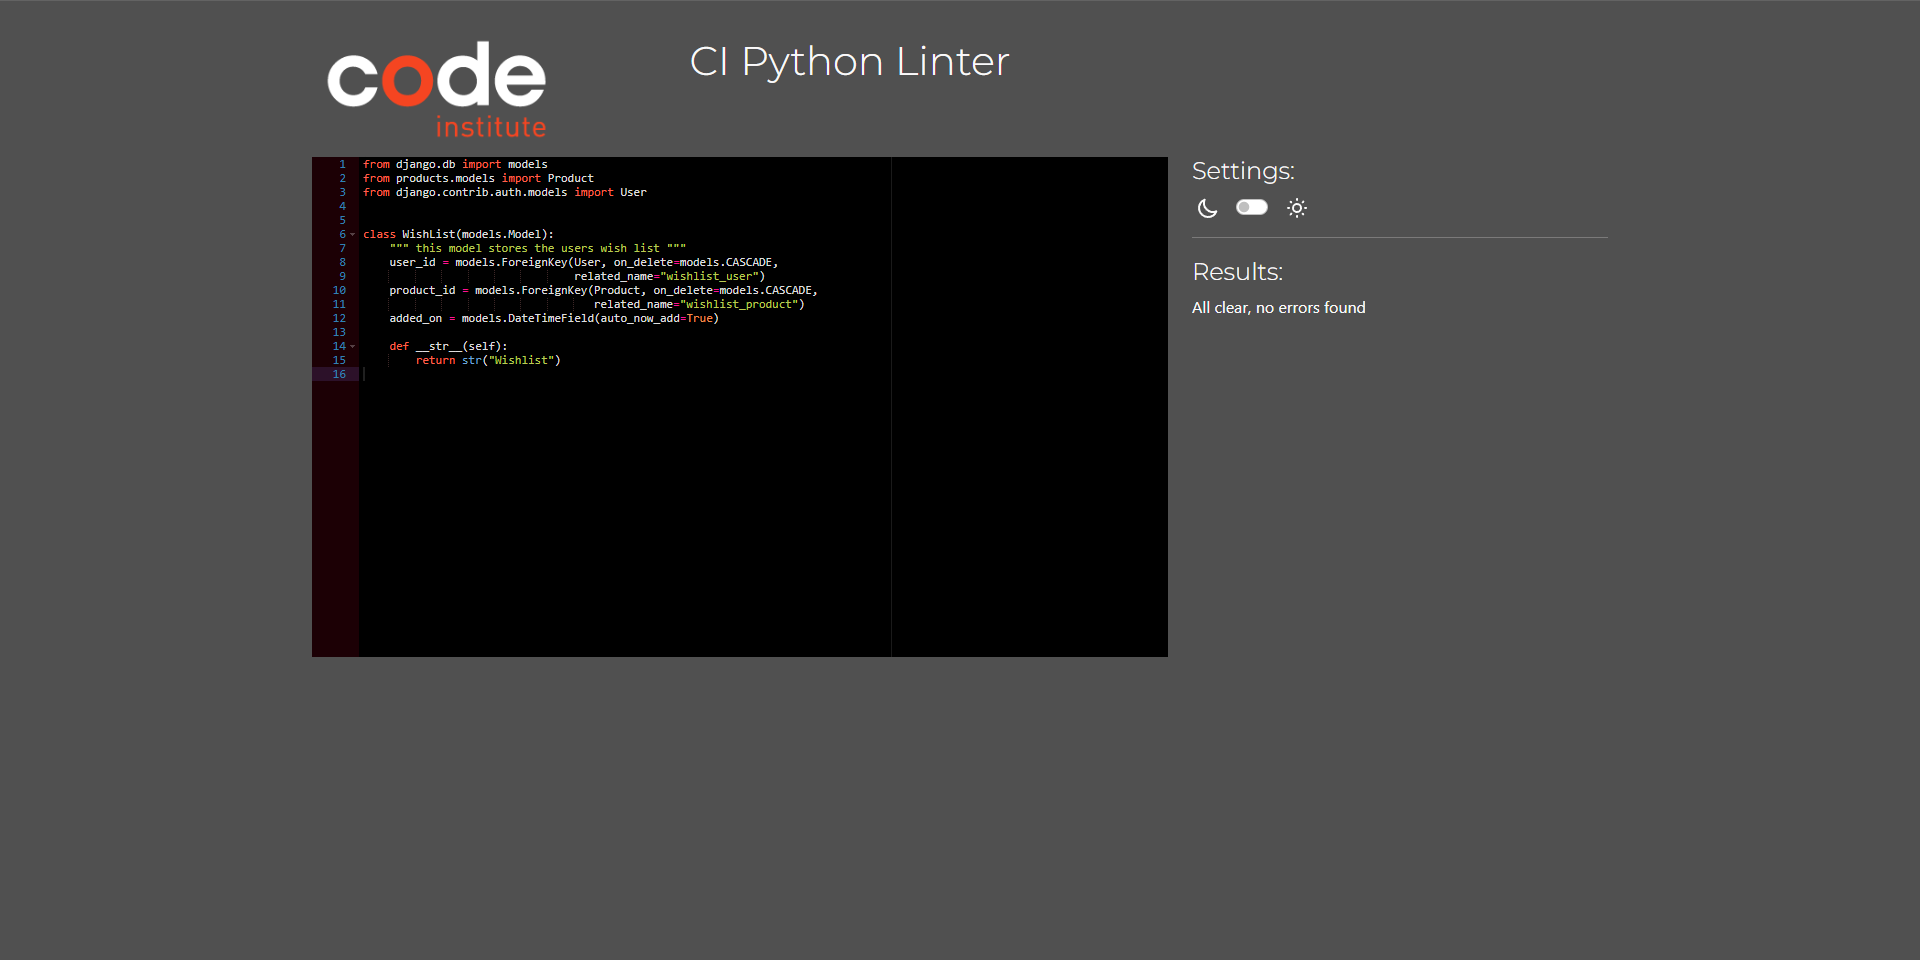 code
institute
CI Python Linter
1 from django.db import models
2 from products.models import Product
3 from django.contrib.auth.models import User
4
5
6 class WishList(models.Model):
7     """ this model stores the users wish list """
8     user_id = models.ForeignKey(User, on_delete=models.CASCADE,
9                                 related_name="wishlist_user")
10     product_id = models.ForeignKey(Product, on_delete=models.CASCADE,
11                                    related_name="wishlist_product")
12     added_on = models.DateTimeField(auto_now_add=True)
13
14     def __str__(self):
15         return str("Wishlist")
16
Settings:
Results:
All clear, no errors found